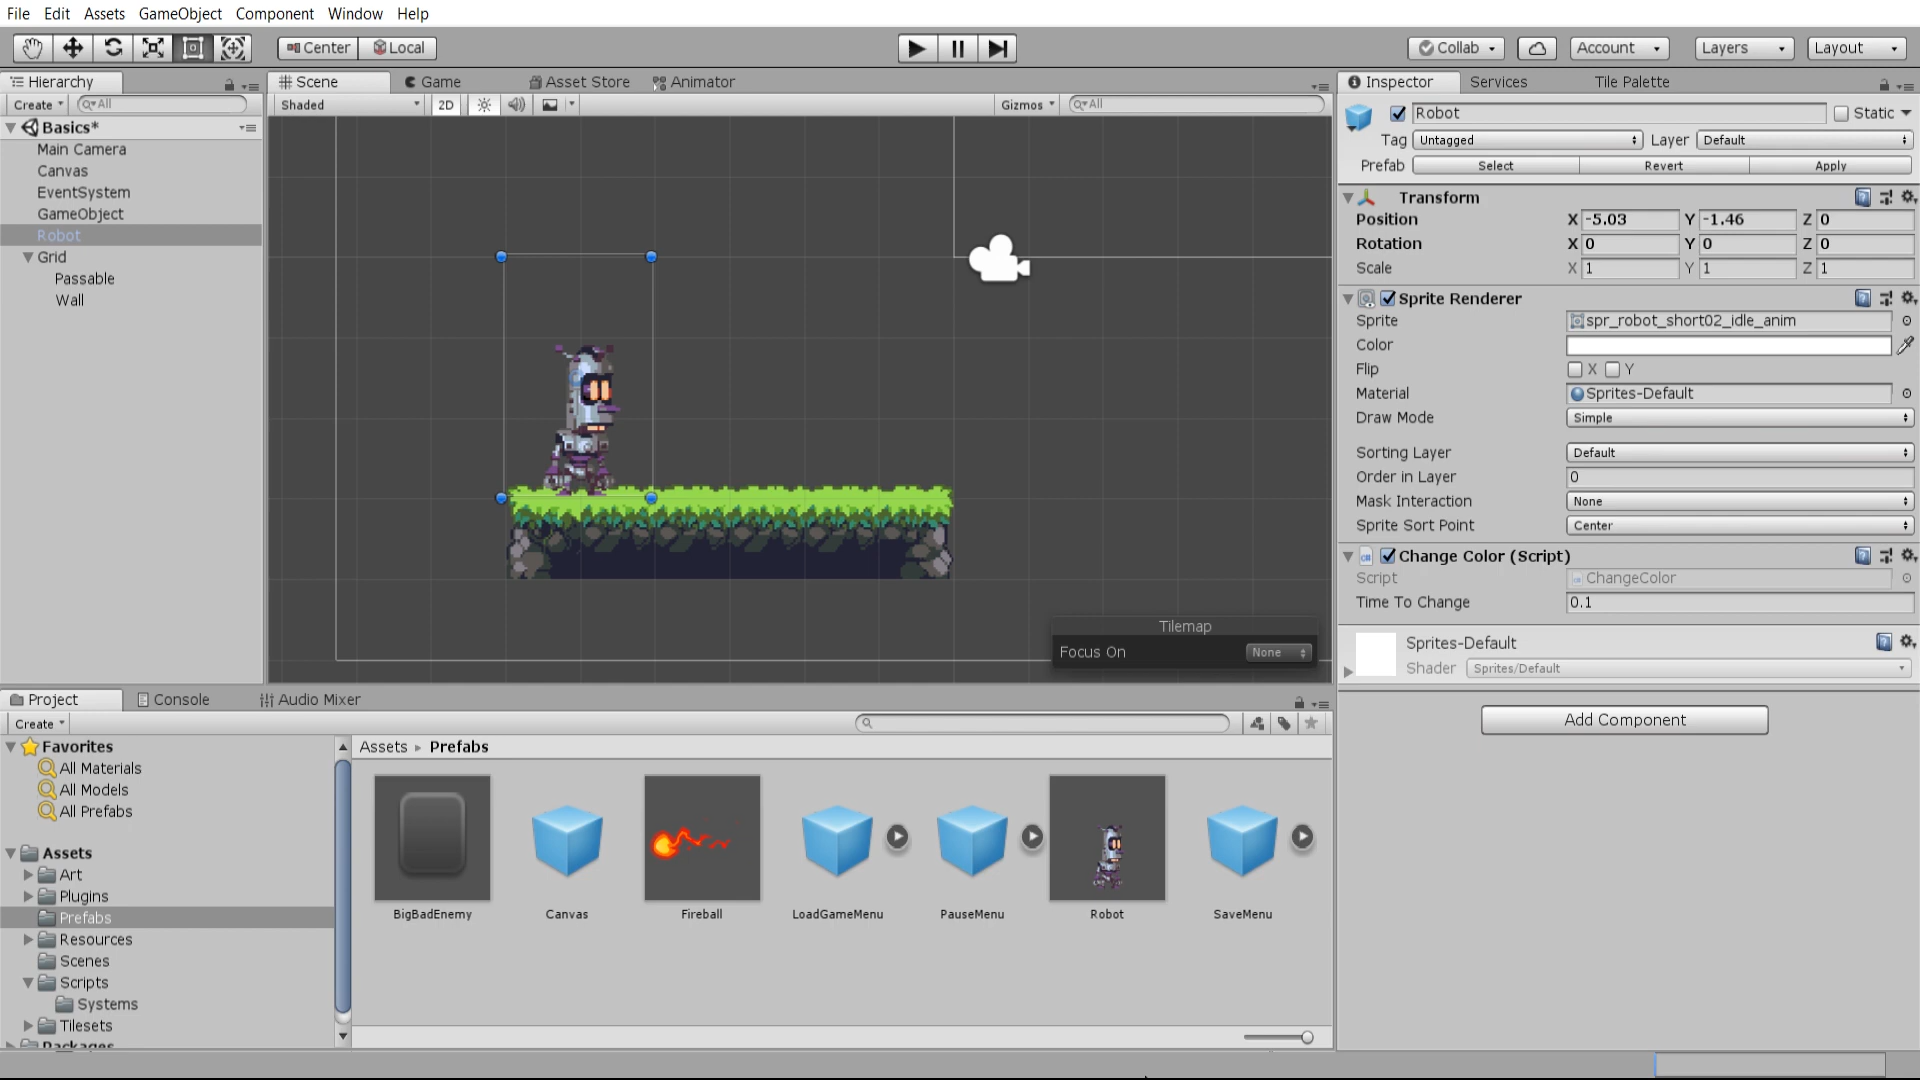 File Edit Assets GameObject Component Window Help
Center Local Collab Account Layers Layout
Hierarchy
Create All
Basics*
Main Camera
Canvas
EventSystem
GameObject
Robot
Grid
Passable
Wall
Scene Game Asset Store Animator
Shaded 2D Gizmos All
Tilemap
Focus On None
Inspector Services Tile Palette
Robot Static
Tag Untagged Layer Default
Prefab Select Revert Apply
Transform
Position X -5.03 Y -1.46 Z 0
Rotation X 0 Y 0 Z 0
Scale X 1 Y 1 Z 1
Sprite Renderer
Sprite spr_robot_short02_idle_anim
Color
Flip X Y
Material Sprites-Default
Draw Mode Simple
Sorting Layer Default
Order in Layer 0
Mask Interaction None
Sprite Sort Point Center
Change Color (Script)
Script ChangeColor
Time To Change 0.1
Sprites-Default
Shader Sprites/Default
Add Component
Project Console Audio Mixer
Create
Favorites
All Materials
All Models
All Prefabs
Assets
Art
Plugins
Prefabs
Resources
Scenes
Scripts
Systems
Tilesets
Packages
Assets Prefabs
BigBadEnemy Canvas Fireball LoadGameMenu PauseMenu Robot SaveMenu